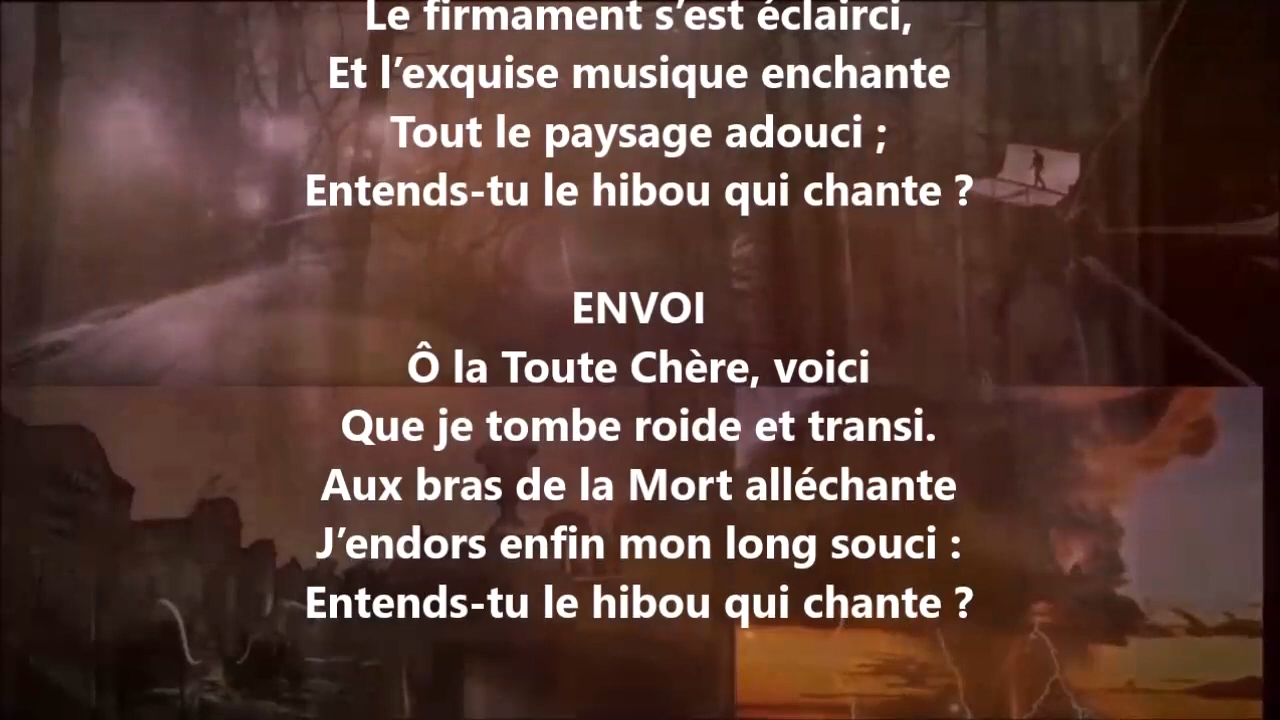 Le firmament s’est éclairci,
Et l’exquise musique enchante
Tout le paysage adouci ;
Entends-tu le hibou qui chante ?
ENVOI
Ô la Toute Chère, voici
Que je tombe roide et transi.
Aux bras de la Mort alléchante
J’endors enfin mon long souci :
Entends-tu le hibou qui chante ?